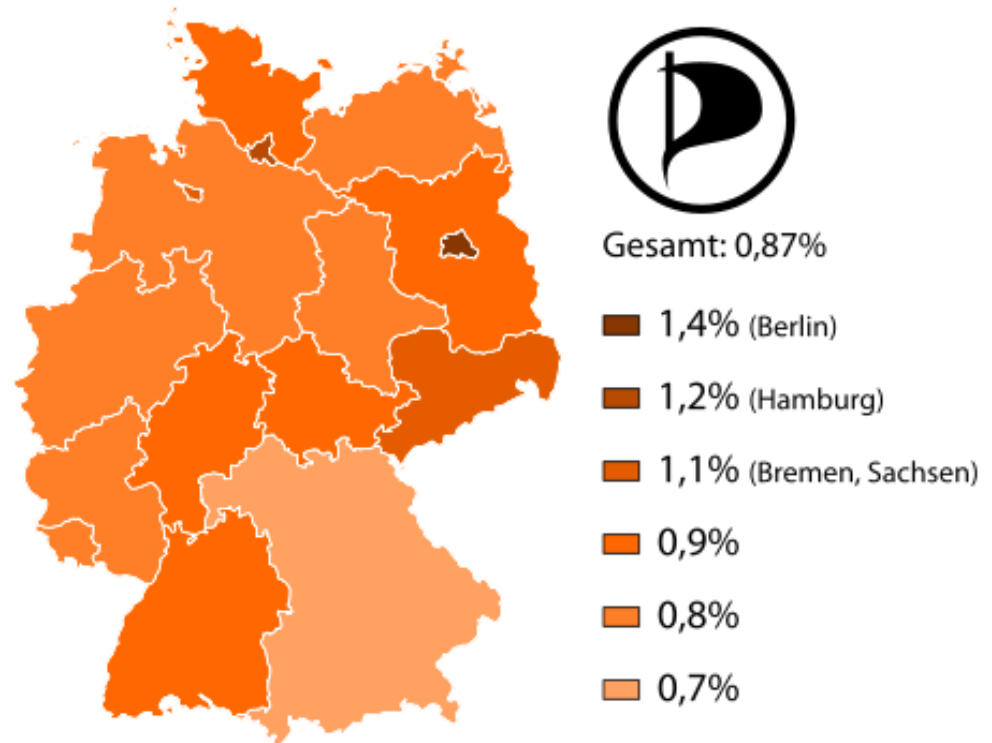 Gesamt: 0,87%
1,4% (Berlin)
1,2% (Hamburg)
1,1% (Bremen, Sachsen)
0,9%
0,8%
0,7%